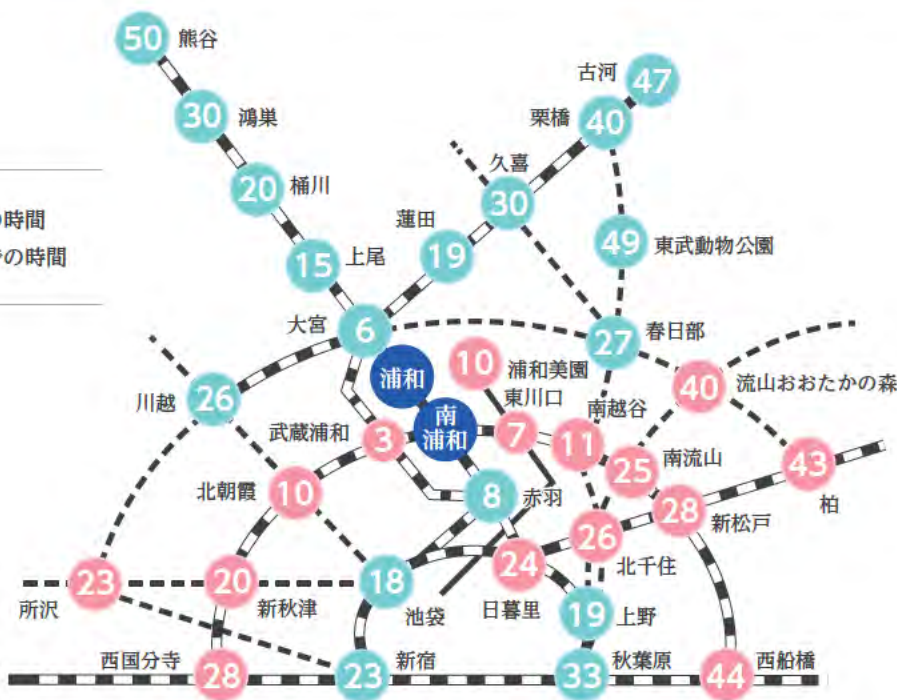 50 熊谷
古河 47
30 鴻巣
栗橋 40
久喜
30
20 桶川
の時間
蓮田
19
49 東武動物公園
15 上尾
の時間
大宮 6
27 春日部
浦和
10 浦和美園
40 流山おおたかの森
川越 26
東川口
南越谷
武蔵浦和 3
南
浦和
7
11
25 南流山
43
柏
北朝霞 10
8 赤羽
28 新松戸
26
北千住
24
日暮里
23
所沢
20
新秋津
18
池袋
19 上野
西国分寺
28
23
新宿
33
秋葉原
44
西船橋